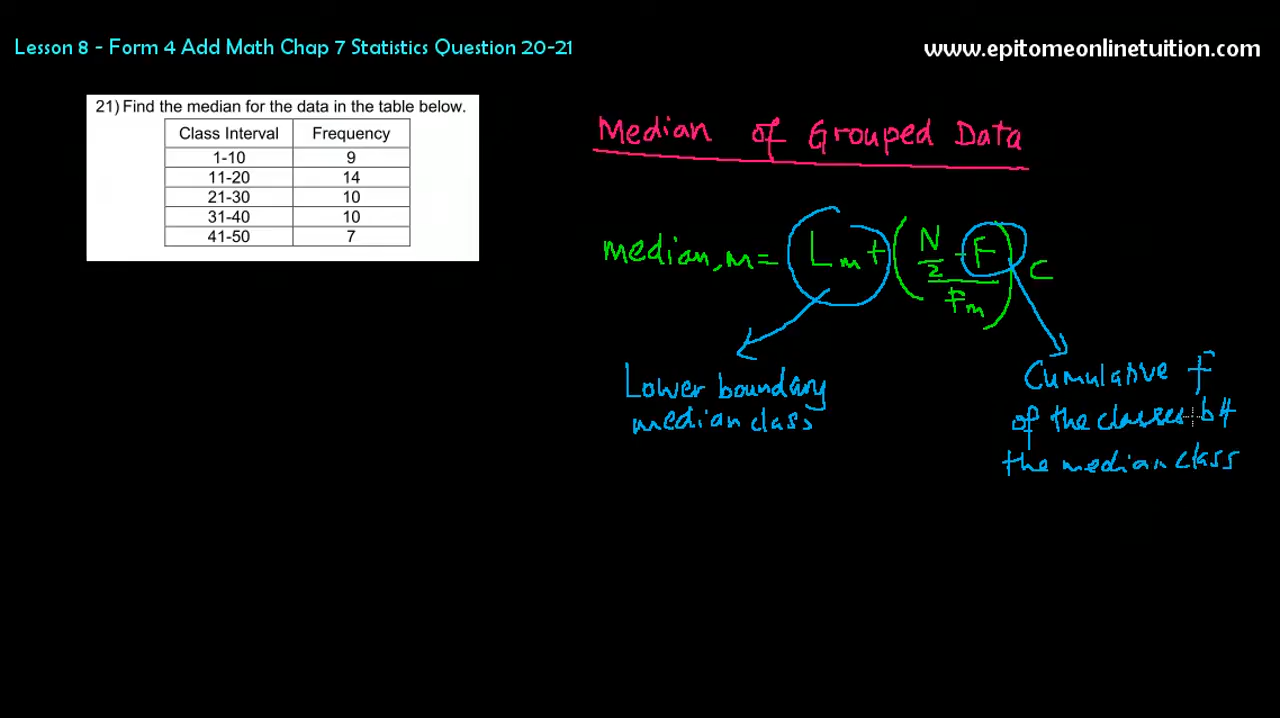 Lesson 8 - Form 4 Add Math Chap 7 Statistics Question 20-21
www.epitomeonlinetuition.com
21) Find the median for the data in the table below.
Class Interval Frequency
1-10 9
11-20 14
21-30 10
31-40 10
41-50 7
Median of Grouped Data
median, m = Lm + (N/2 - F / fm) C
Lower boundary
median class
Cumulative f
of the classes b4
the median class